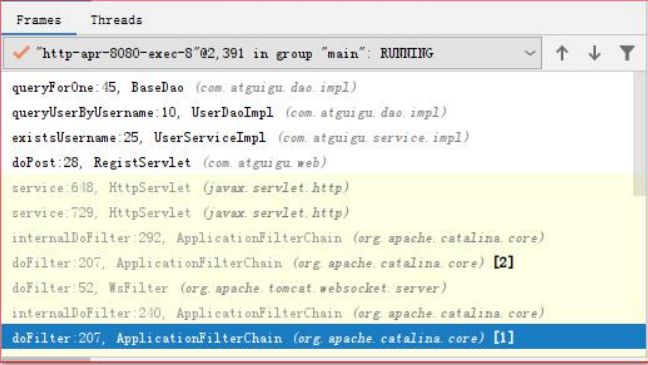 Frames Threads
"http-apr-8080-exec-8"@2,391 in group "main": RUNNING
queryForOne:45, BaseDao (com.atguigu.dao.impl)
queryUserByUsername:10, UserDaoImpl (com.atguigu.dao.impl)
existsUsername:25, UserServiceImpl (com.atguigu.service.impl)
doPost:28, RegistServlet (com.atguigu.web)
service:648, HttpServlet (javax.servlet.http)
service:729, HttpServlet (javax.servlet.http)
internalDoFilter:292, ApplicationFilterChain (org.apache.catalina.core)
doFilter:207, ApplicationFilterChain (org.apache.catalina.core) [2]
doFilter:52, WsFilter (org.apache.tomcat.websocket.server)
internalDoFilter:240, ApplicationFilterChain (org.apache.catalina.core)
doFilter:207, ApplicationFilterChain (org.apache.catalina.core) [1]